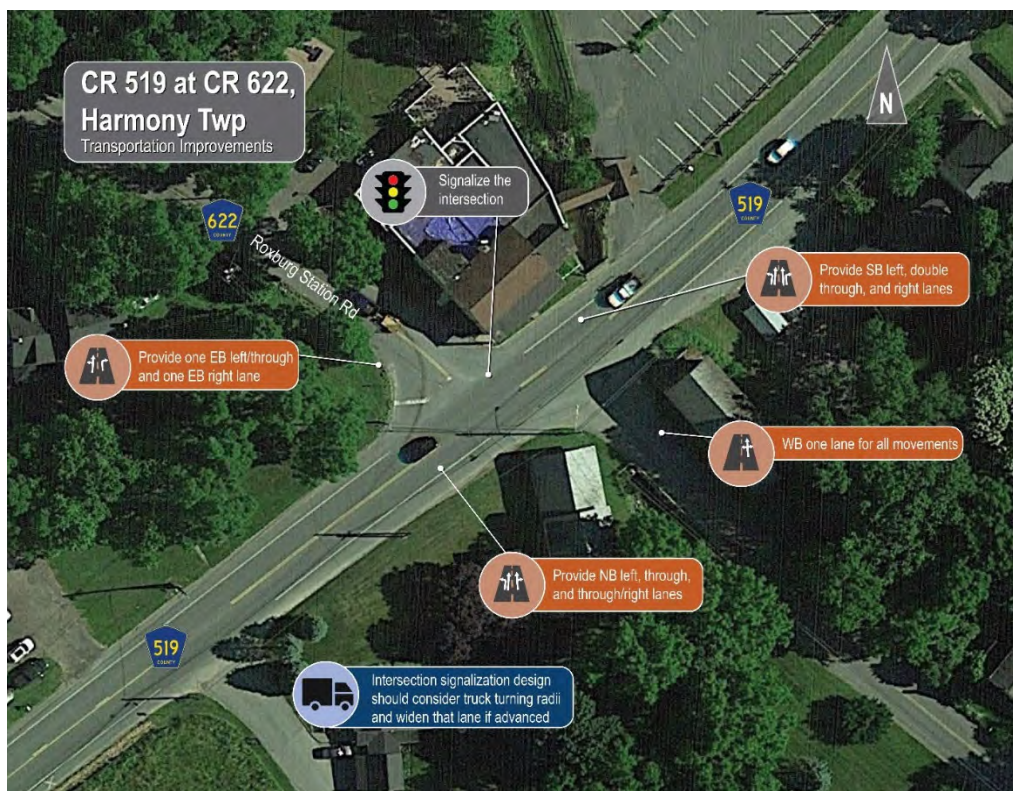 CR 519 at CR 622,
Harmony Twp
Transportation Improvements
N
Signalize the
intersection
622
COUNTY
519
COUNTY
Roxburg Station Rd
Provide SB left, double
through, and right lanes
Provide one EB left/through
and one EB right lane
WB one lane for all movements
Provide NB left, through,
and through/right lanes
519
COUNTY
Intersection signalization design
should consider truck turning radii
and widen that lane if advanced